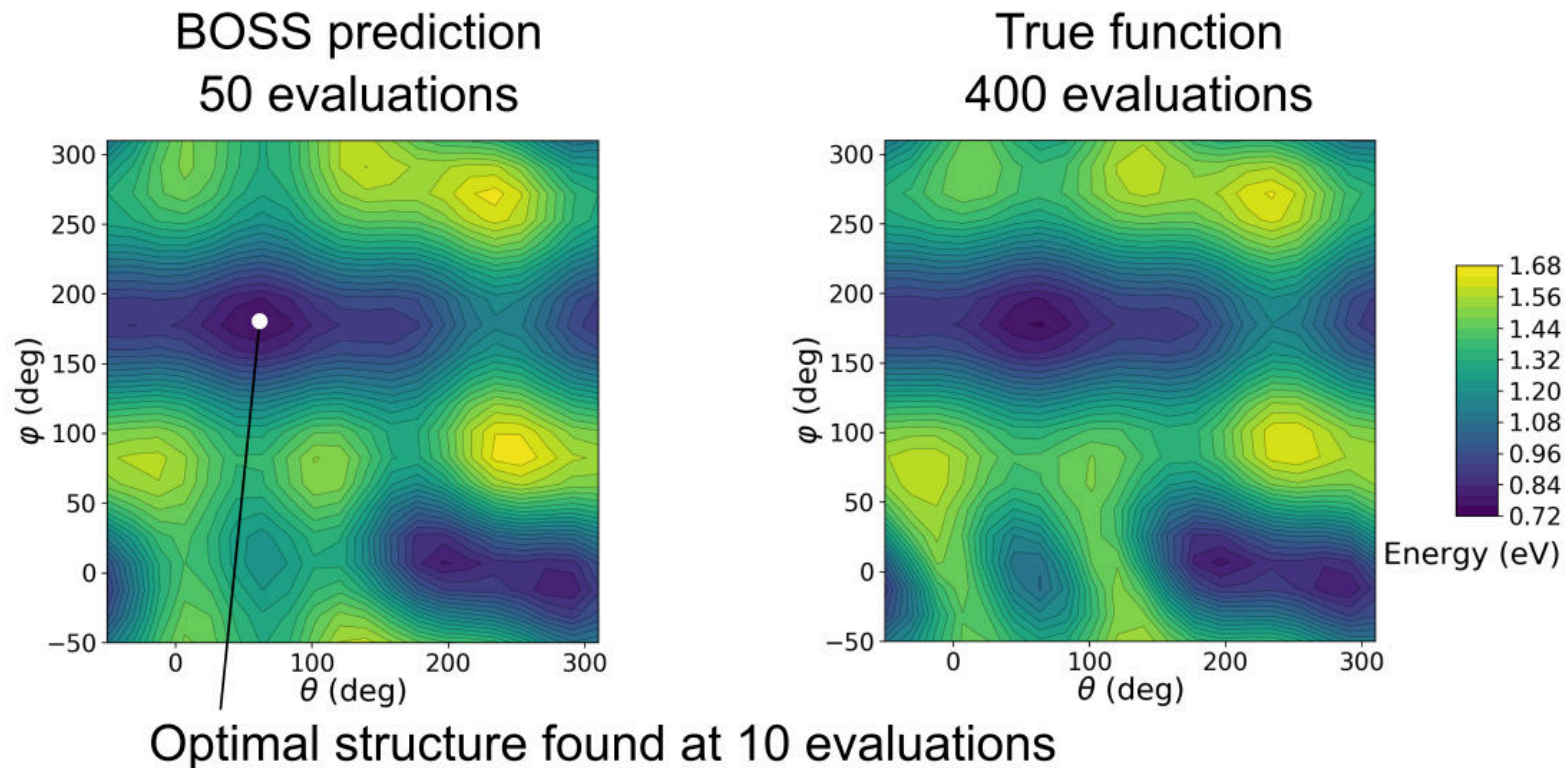 BOSS prediction
50 evaluations
True function
400 evaluations
300
250
200
150
100
50
0
−50
φ (deg)
0 100 200 300
θ (deg)
300
250
200
150
100
50
0
−50
φ (deg)
0 100 200 300
θ (deg)
1.68
1.56
1.44
1.32
1.20
1.08
0.96
0.84
0.72
Energy (eV)
Optimal structure found at 10 evaluations